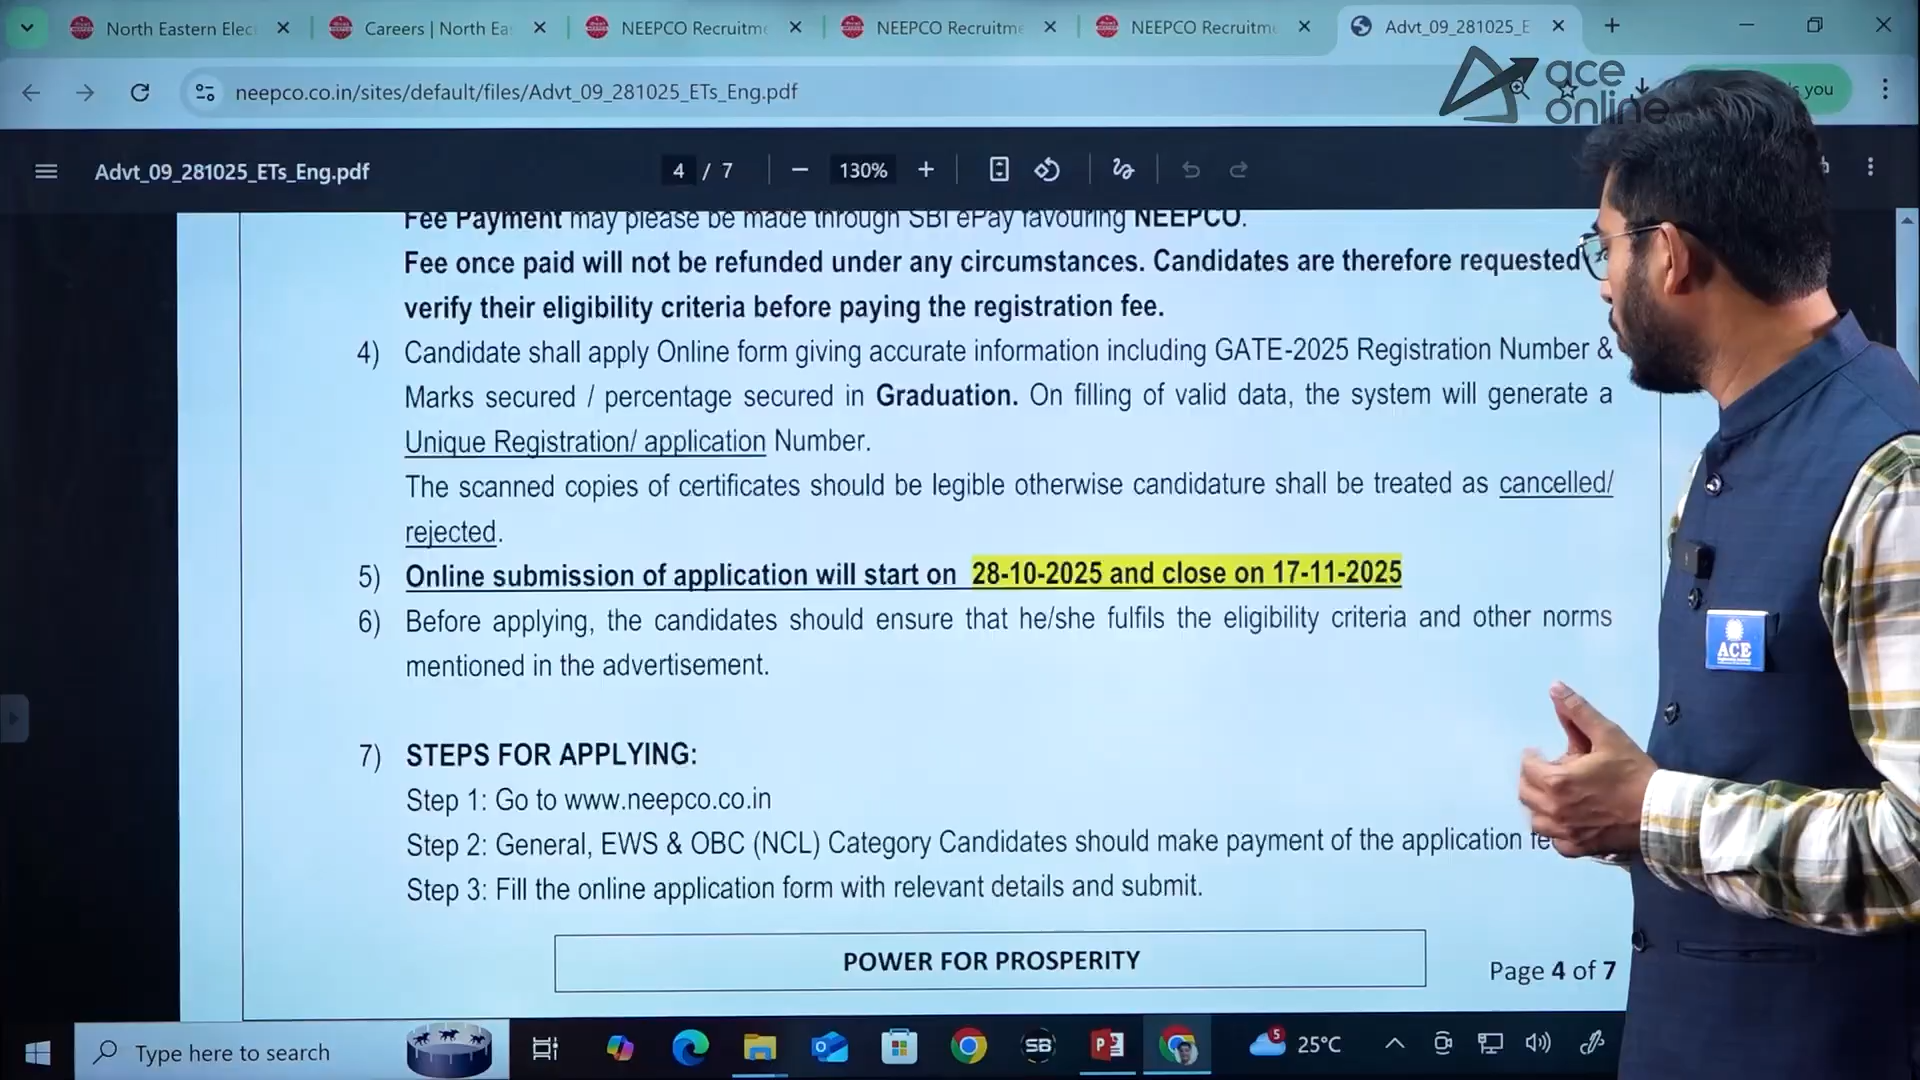 North Eastern Elec
Careers | North Ea
NEEPCO Recruitm
NEEPCO Recruitme
NEEPCO Recruitm
Advt_09_281025_E
neepco.co.in/sites/default/files/Advt_09_281025_ETs_Eng.pdf
ace
online
you
Advt_09_281025_ETs_Eng.pdf
4 / 7
130%
Fee Payment may please be made through SBI ePay favouring NEEPCO.
Fee once paid will not be refunded under any circumstances. Candidates are therefore requested
verify their eligibility criteria before paying the registration fee.
4) Candidate shall apply Online form giving accurate information including GATE-2025 Registration Number &
Marks secured / percentage secured in Graduation. On filling of valid data, the system will generate a
Unique Registration/ application Number.
The scanned copies of certificates should be legible otherwise candidature shall be treated as cancelled/
rejected.
5) Online submission of application will start on 28-10-2025 and close on 17-11-2025
6) Before applying, the candidates should ensure that he/she fulfils the eligibility criteria and other norms
mentioned in the advertisement.
7) STEPS FOR APPLYING:
Step 1: Go to www.neepco.co.in
Step 2: General, EWS & OBC (NCL) Category Candidates should make payment of the application fe
Step 3: Fill the online application form with relevant details and submit.
POWER FOR PROSPERITY
Page 4 of 7
ACE
Type here to search
SB
5
25°C